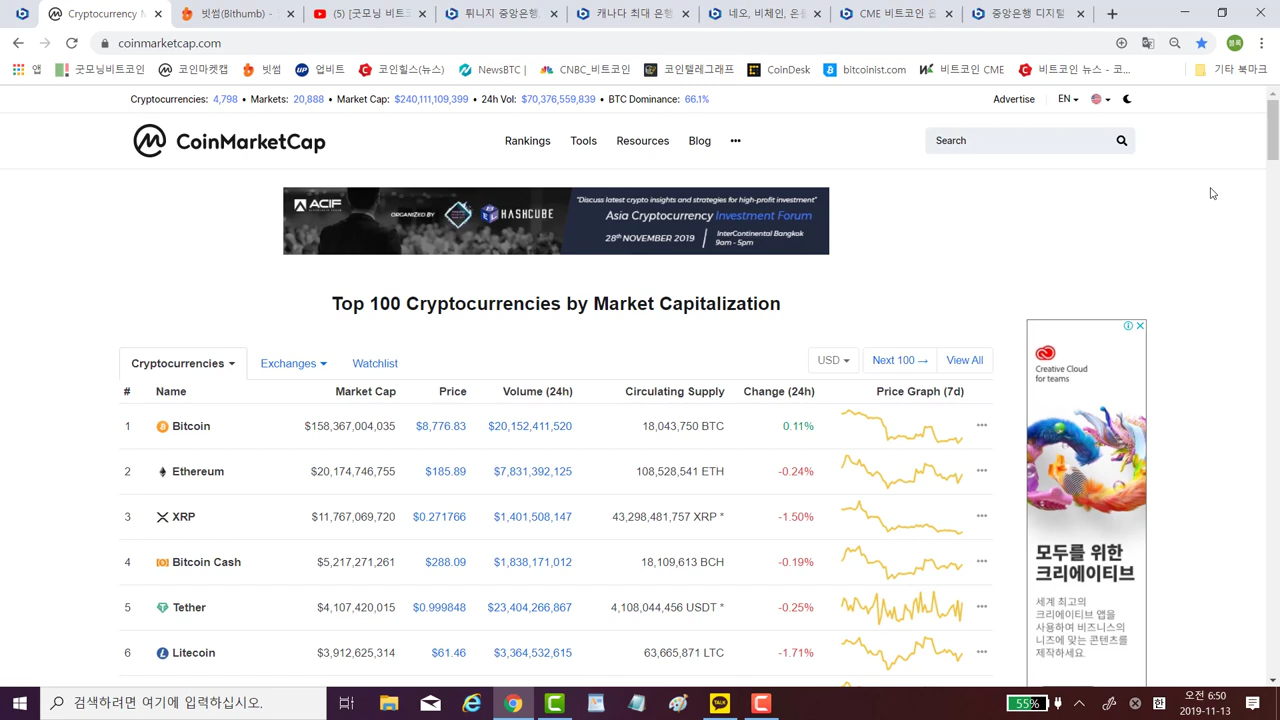 CoinMarketCap: N
빗썸(Bithumb) -
(5) [굿모닝 비트
튀니지 중앙은행
캐나다 최대 은행
네오, 비체인, 온
CME 비트코인 옵
중앙은행 디지털
coinmarketcap.com
블록
앱
굿모닝비트코인
코인마켓캡
빗썸
업비트
코인힐스(뉴스)
NewsBTC |
CNBC_비트코인
코인텔레그래프
CoinDesk
bitcoinist.com
비트코인 CME
비트코인 뉴스 - 코...
기타 북마크
Cryptocurrencies: 4,798 • Markets: 20,888 • Market Cap: $240,111,109,399 • 24h Vol: $70,376,559,839 • BTC Dominance: 66.1%
Advertise
EN
CoinMarketCap
Rankings
Tools
Resources
Blog
Search
ACIF
ORGANIZED BY
HASHCUBE
"Discuss latest crypto insights and strategies for high-profit investment"
Asia Cryptocurrency Investment Forum
28th NOVEMBER 2019
InterContinental Bangkok
9am - 5pm
Top 100 Cryptocurrencies by Market Capitalization
Cryptocurrencies
Exchanges
Watchlist
USD
Next 100 →
View All
# Name Market Cap Price Volume (24h) Circulating Supply Change (24h) Price Graph (7d)
1 Bitcoin $158,367,004,035 $8,776.83 $20,152,411,520 18,043,750 BTC 0.11%
2 Ethereum $20,174,746,755 $185.89 $7,831,392,125 108,528,541 ETH -0.24%
3 XRP $11,767,069,720 $0.271766 $1,401,508,147 43,298,481,757 XRP * -1.50%
4 Bitcoin Cash $5,217,171,261 $288.09 $1,838,171,012 18,109,613 BCH -0.19%
5 Tether $4,107,420,015 $0.999848 $23,404,266,867 4,108,044,456 USDT * -0.25%
6 Litecoin $3,912,625,314 $61.46 $3,364,532,615 63,665,871 LTC -1.71%
Creative Cloud
for teams
모두를 위한
크리에이티브
세계 최고의
크리에이티브 앱을
사용하여 비즈니스의
니즈에 맞는 콘텐츠를
제작하세요.
검색하려면 여기에 입력하십시오.
TALK
55%
한
오전 6:50
2019-11-13